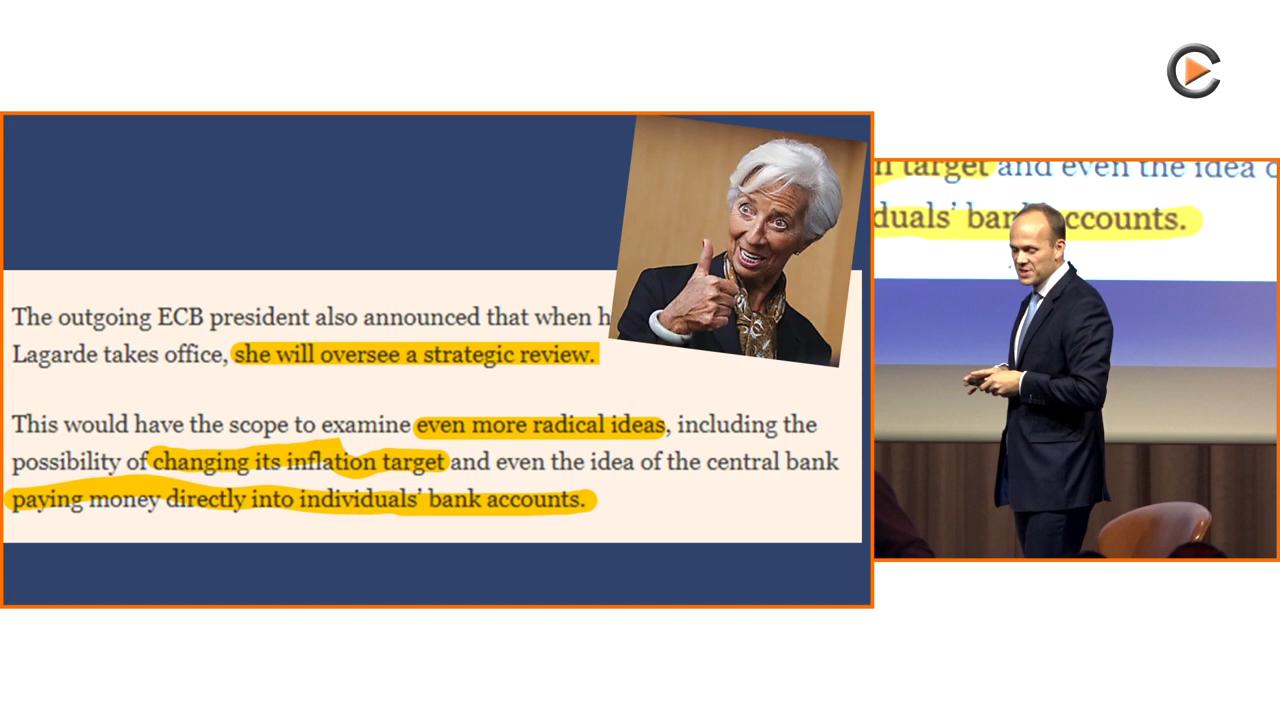 The outgoing ECB president also announced that when h
Lagarde takes office, she will oversee a strategic review.
This would have the scope to examine even more radical ideas, including the
possibility of changing its inflation target and even the idea of the central bank
paying money directly into individuals’ bank accounts.
target and even the idea
accounts.